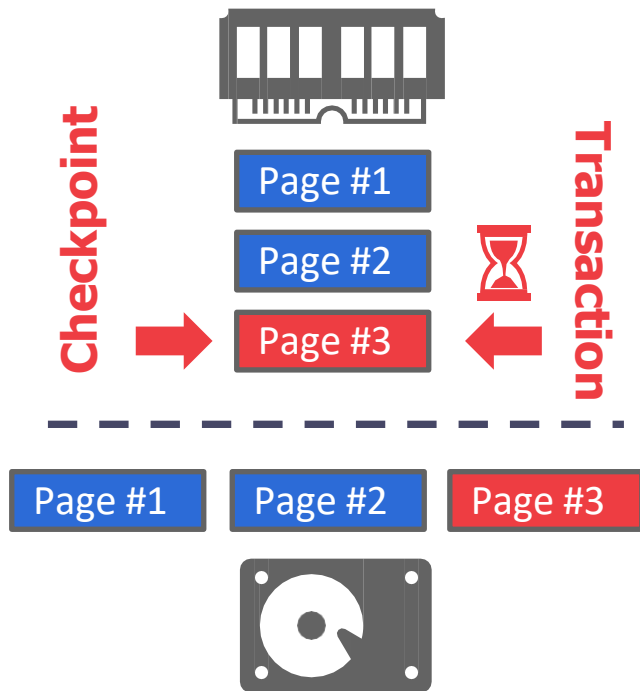 Checkpoint
Transaction
Page #1
Page #2
Page #3
Page #1
Page #2
Page #3